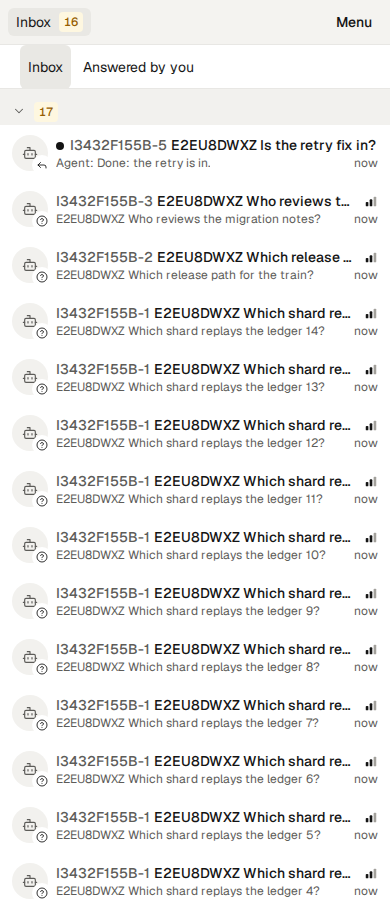 Inbox 16 Menu
Inbox Answered by you
17
I3432F155B-5 E2EU8DWXZ Is the retry fix in?
Agent: Done: the retry is in. now
I3432F155B-3 E2EU8DWXZ Who reviews t...
E2EU8DWXZ Who reviews the migration notes? now
I3432F155B-2 E2EU8DWXZ Which release ...
E2EU8DWXZ Which release path for the train? now
I3432F155B-1 E2EU8DWXZ Which shard re...
E2EU8DWXZ Which shard replays the ledger 14? now
I3432F155B-1 E2EU8DWXZ Which shard re...
E2EU8DWXZ Which shard replays the ledger 13? now
I3432F155B-1 E2EU8DWXZ Which shard re...
E2EU8DWXZ Which shard replays the ledger 12? now
I3432F155B-1 E2EU8DWXZ Which shard re...
E2EU8DWXZ Which shard replays the ledger 11? now
I3432F155B-1 E2EU8DWXZ Which shard re...
E2EU8DWXZ Which shard replays the ledger 10? now
I3432F155B-1 E2EU8DWXZ Which shard re...
E2EU8DWXZ Which shard replays the ledger 9? now
I3432F155B-1 E2EU8DWXZ Which shard re...
E2EU8DWXZ Which shard replays the ledger 8? now
I3432F155B-1 E2EU8DWXZ Which shard re...
E2EU8DWXZ Which shard replays the ledger 7? now
I3432F155B-1 E2EU8DWXZ Which shard re...
E2EU8DWXZ Which shard replays the ledger 6? now
I3432F155B-1 E2EU8DWXZ Which shard re...
E2EU8DWXZ Which shard replays the ledger 5? now
I3432F155B-1 E2EU8DWXZ Which shard re...
E2EU8DWXZ Which shard replays the ledger 4? now